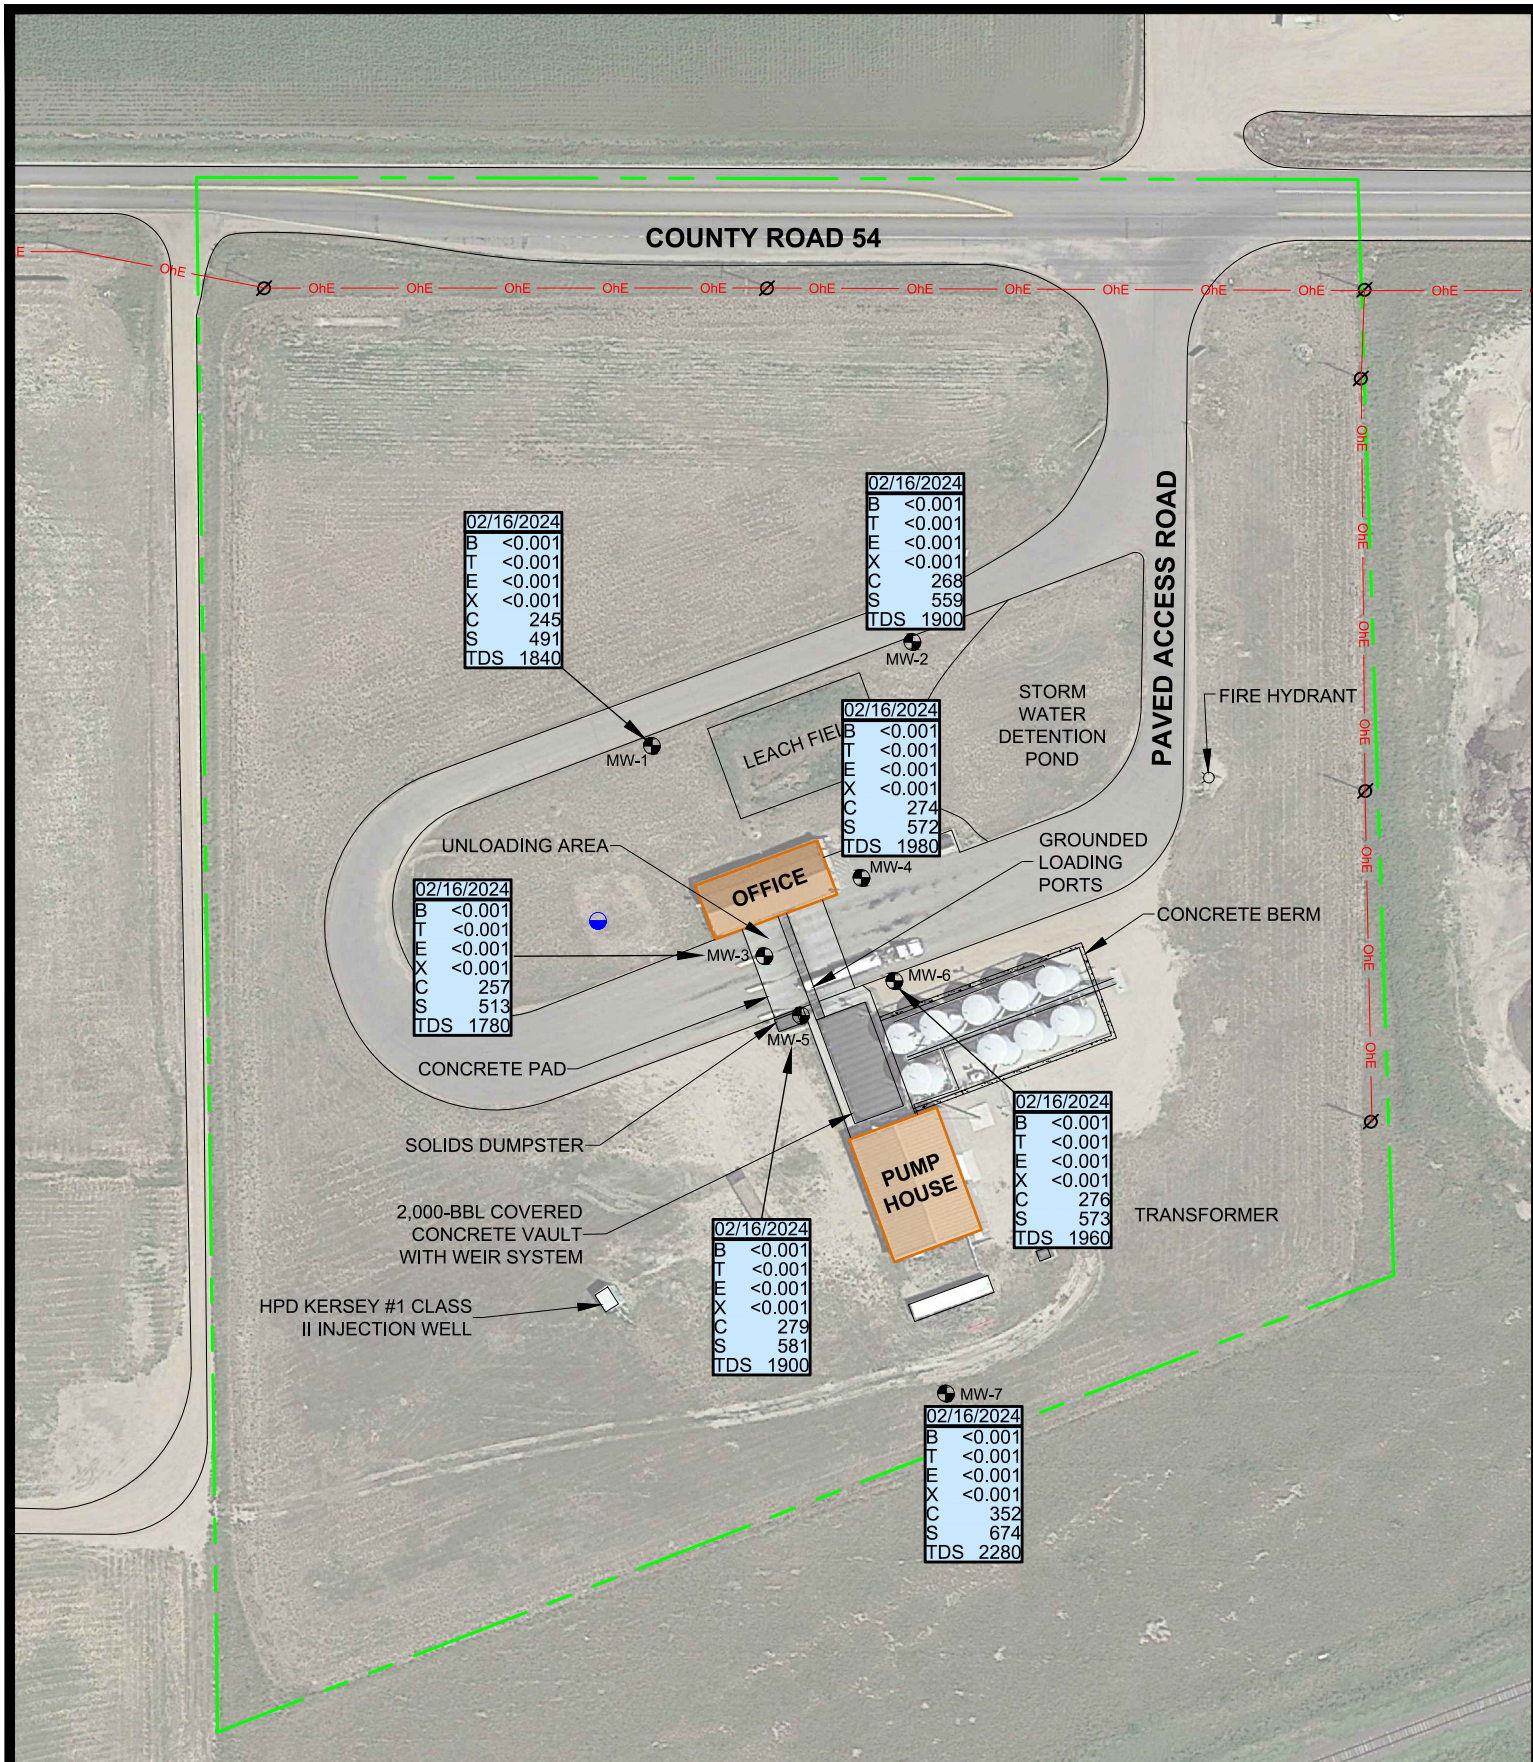 COUNTY ROAD 54
E
OhE
OhE OhE OhE OhE OhE OhE OhE OhE OhE OhE OhE OhE
OhE
OhE
OhE
OhE
OhE
OhE
OhE
PAVED ACCESS ROAD
02/16/2024
B <0.001
T <0.001
E <0.001
X <0.001
C 268
S 559
TDS 1900
MW-2
02/16/2024
B <0.001
T <0.001
E <0.001
X <0.001
C 245
S 491
TDS 1840
MW-1
STORM
WATER
DETENTION
POND
FIRE HYDRANT
LEACH FIEL
02/16/2024
B <0.001
T <0.001
E <0.001
X <0.001
C 274
S 572
TDS 1980
MW-4
UNLOADING AREA
GROUNDED
LOADING
PORTS
OFFICE
CONCRETE BERM
02/16/2024
B <0.001
T <0.001
E <0.001
X <0.001
C 257
S 513
TDS 1780
MW-3
MW-6
MW-5
CONCRETE PAD
SOLIDS DUMPSTER
02/16/2024
B <0.001
T <0.001
E <0.001
X <0.001
C 276
S 573
TDS 1960
PUMP
HOUSE
TRANSFORMER
2,000-BBL COVERED
CONCRETE VAULT
WITH WEIR SYSTEM
02/16/2024
B <0.001
T <0.001
E <0.001
X <0.001
C 279
S 581
TDS 1900
HPD KERSEY #1 CLASS
II INJECTION WELL
MW-7
02/16/2024
B <0.001
T <0.001
E <0.001
X <0.001
C 352
S 674
TDS 2280